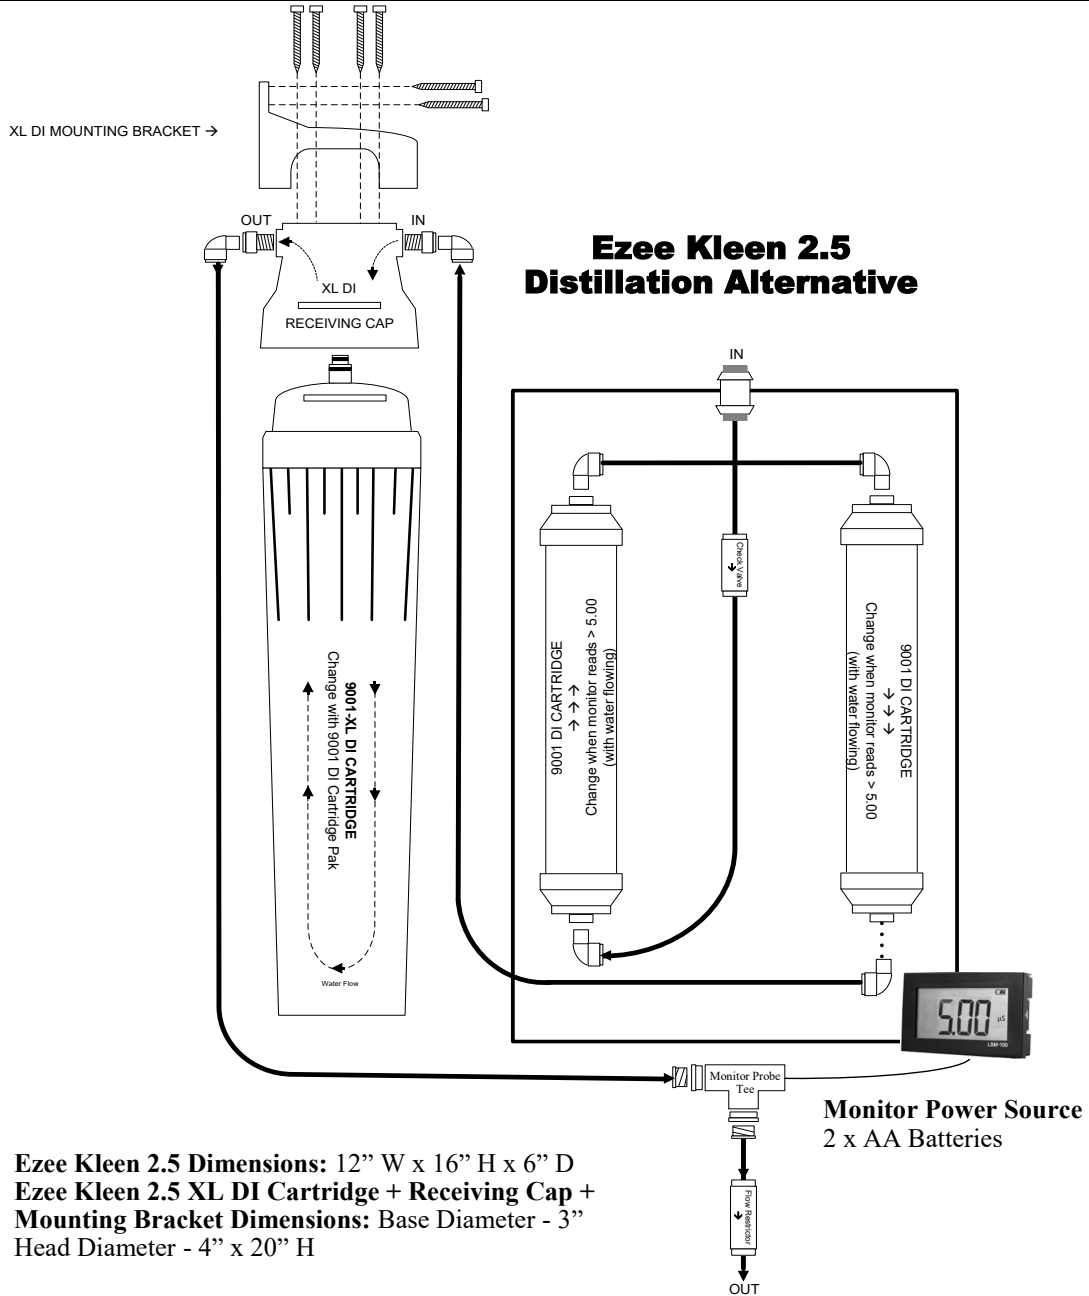 XL DI MOUNTING BRACKET →
OUT
IN
XL DI
RECEIVING CAP
Ezee Kleen 2.5
Distillation Alternative
IN
Check Valve
9001 DI CARTRIDGE
→ → →
Change when monitor reads > 5.00
(with water flowing)
9001 DI CARTRIDGE
→ → →
Change when monitor reads > 5.00
(with water flowing)
9001-XL DI CARTRIDGE
Change with 9001 DI Cartridge Pak
Water Flow
5.00
µS
LSM-100
Monitor Probe
Tee
Monitor Power Source
2 x AA Batteries
Flow Restrictor
OUT
Ezee Kleen 2.5 Dimensions: 12” W x 16” H x 6” D
Ezee Kleen 2.5 XL DI Cartridge + Receiving Cap +
Mounting Bracket Dimensions: Base Diameter - 3”
Head Diameter - 4” x 20” H